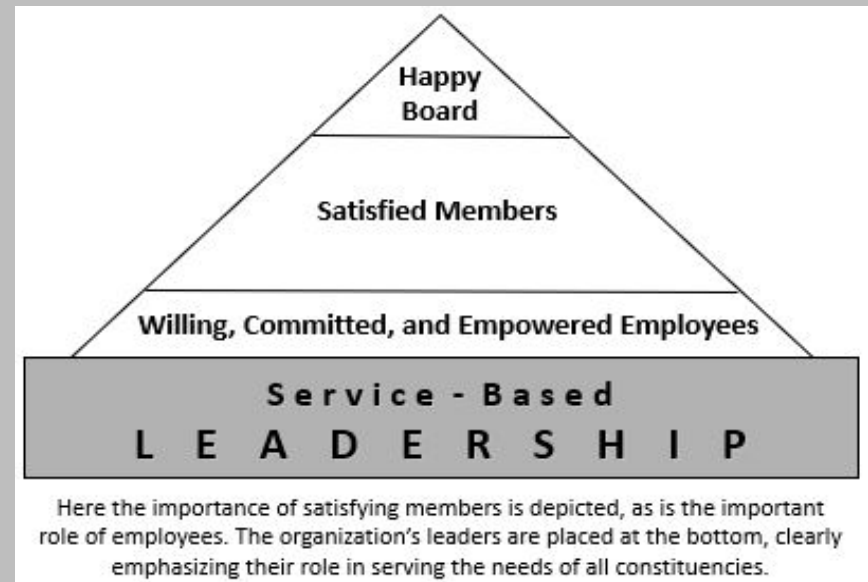 Happy
Board
Satisfied Members
Willing, Committed, and Empowered Employees
Service - Based
LEADERSHIP
Here the importance of satisfying members is depicted, as is the important
role of employees. The organization’s leaders are placed at the bottom, clearly
emphasizing their role in serving the needs of all constituencies.